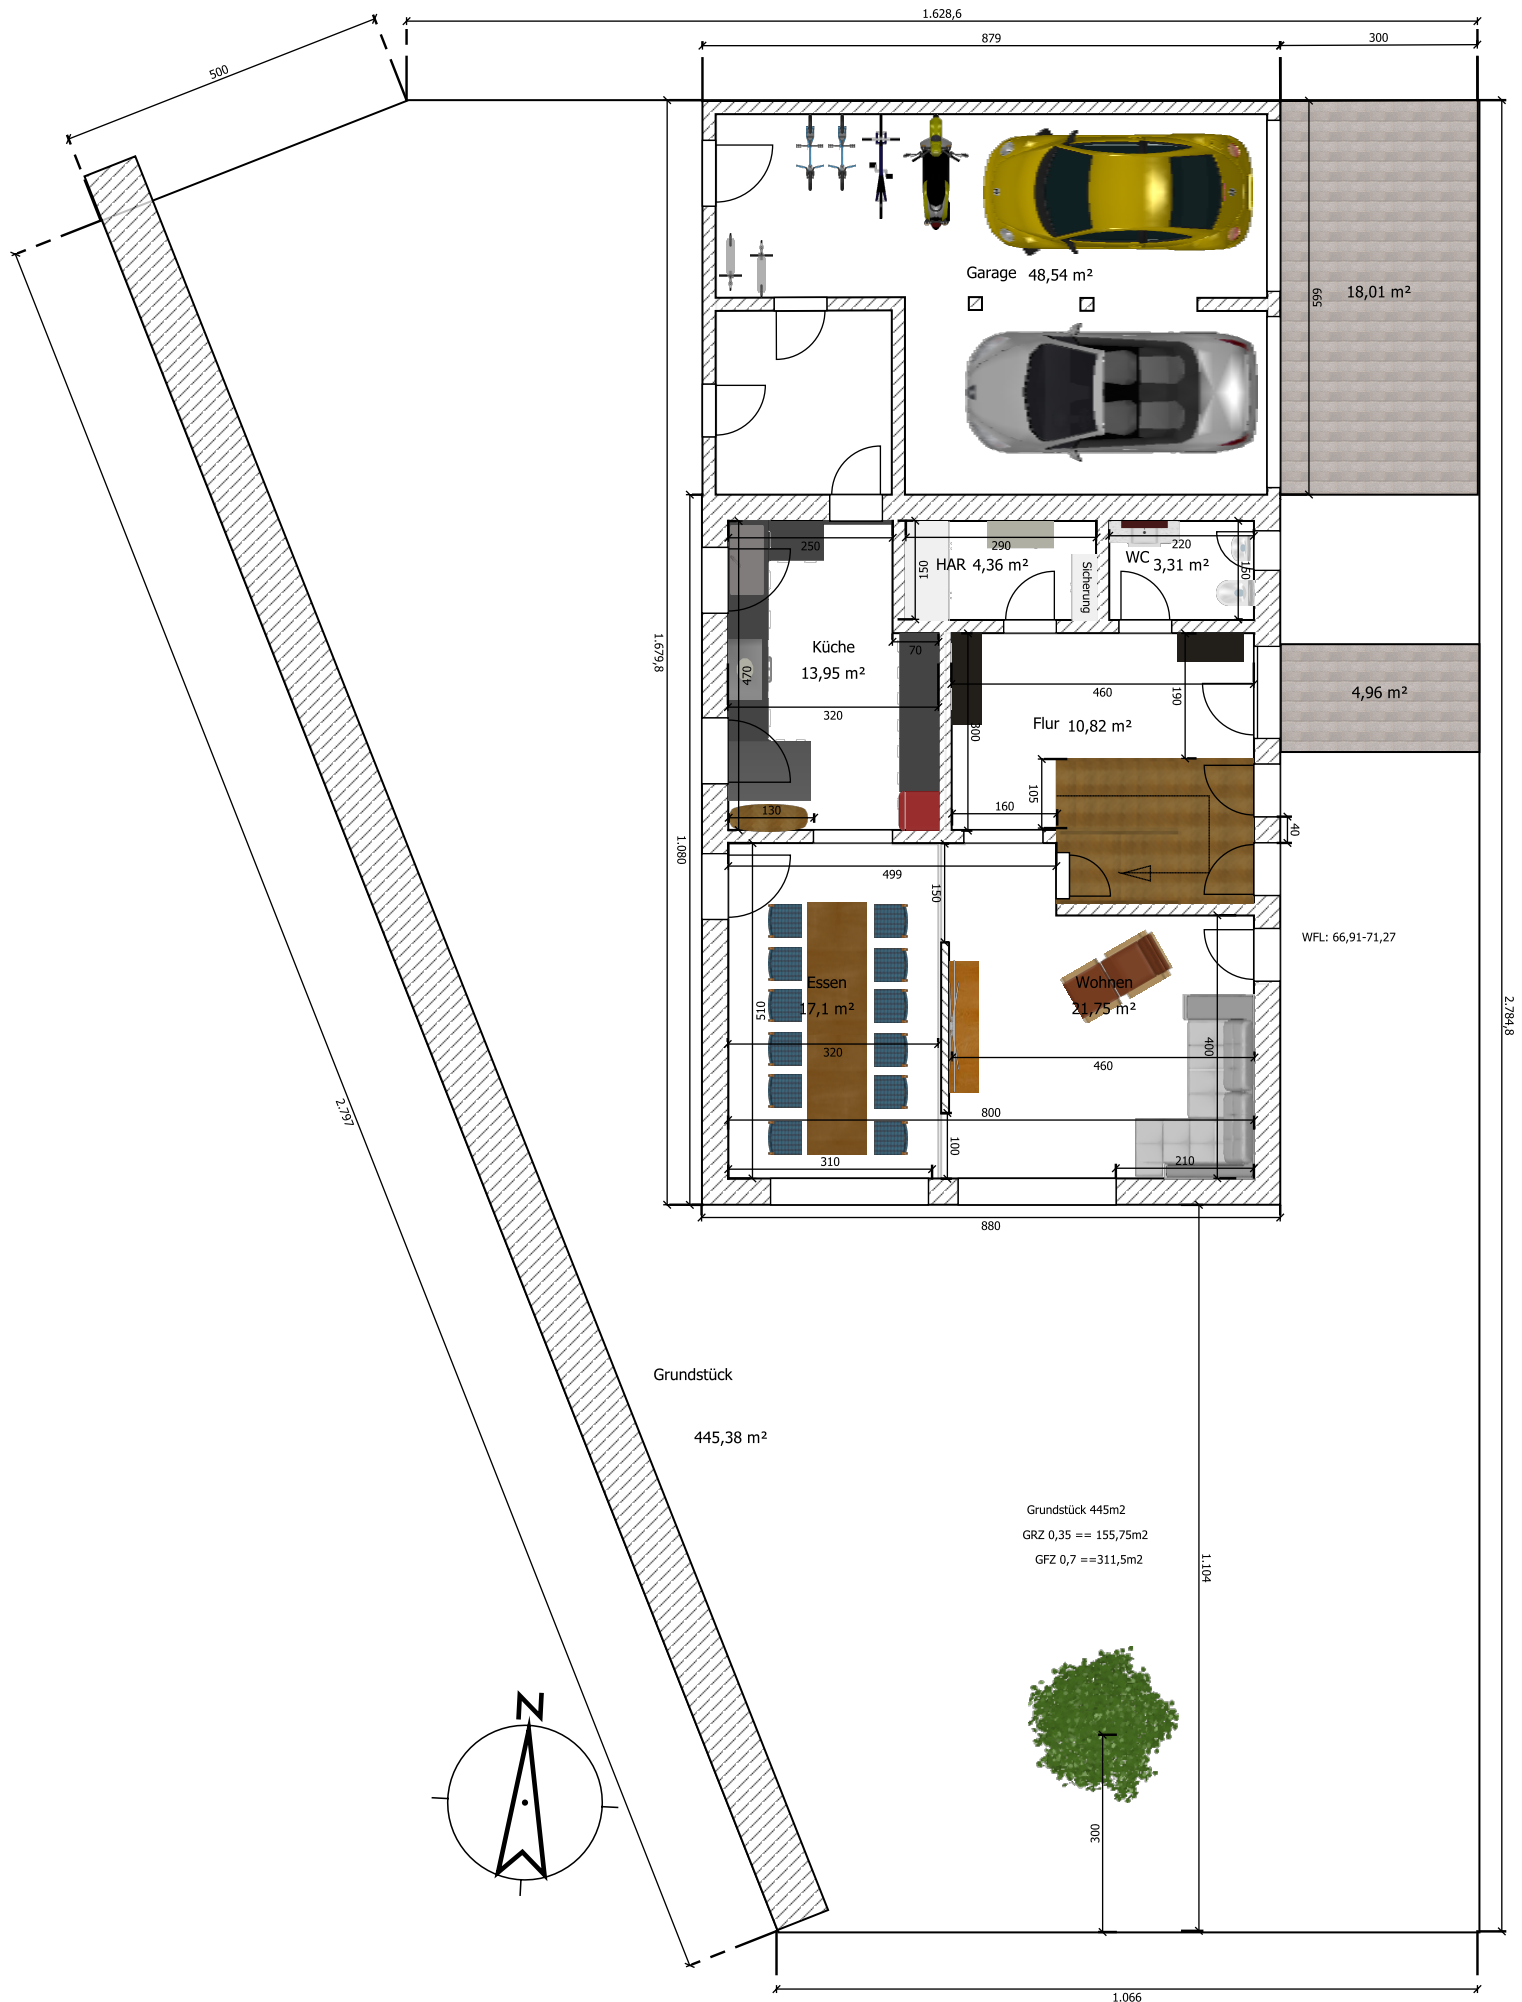 1.628,6
879
300
500
Garage 48,54 m²
18,01 m²
665
250
290
220
HAR 4,36 m²
WC 3,31 m²
150
150
Sicherung
1.679,8
Küche
13,95 m²
70
470
320
460
190
4,96 m²
Flur 10,82 m²
300
105
160
130
40
1.080
499
150
WFL: 66,91-71,27
Essen
17,1 m²
Wohnen
21,75 m²
510
320
400
460
2.784,8
800
2.797
100
310
210
880
Grundstück
445,38 m²
Grundstück 445m2
GRZ 0,35 == 155,75m2
GFZ 0,7 ==311,5m2
1.104
N
300
1.066